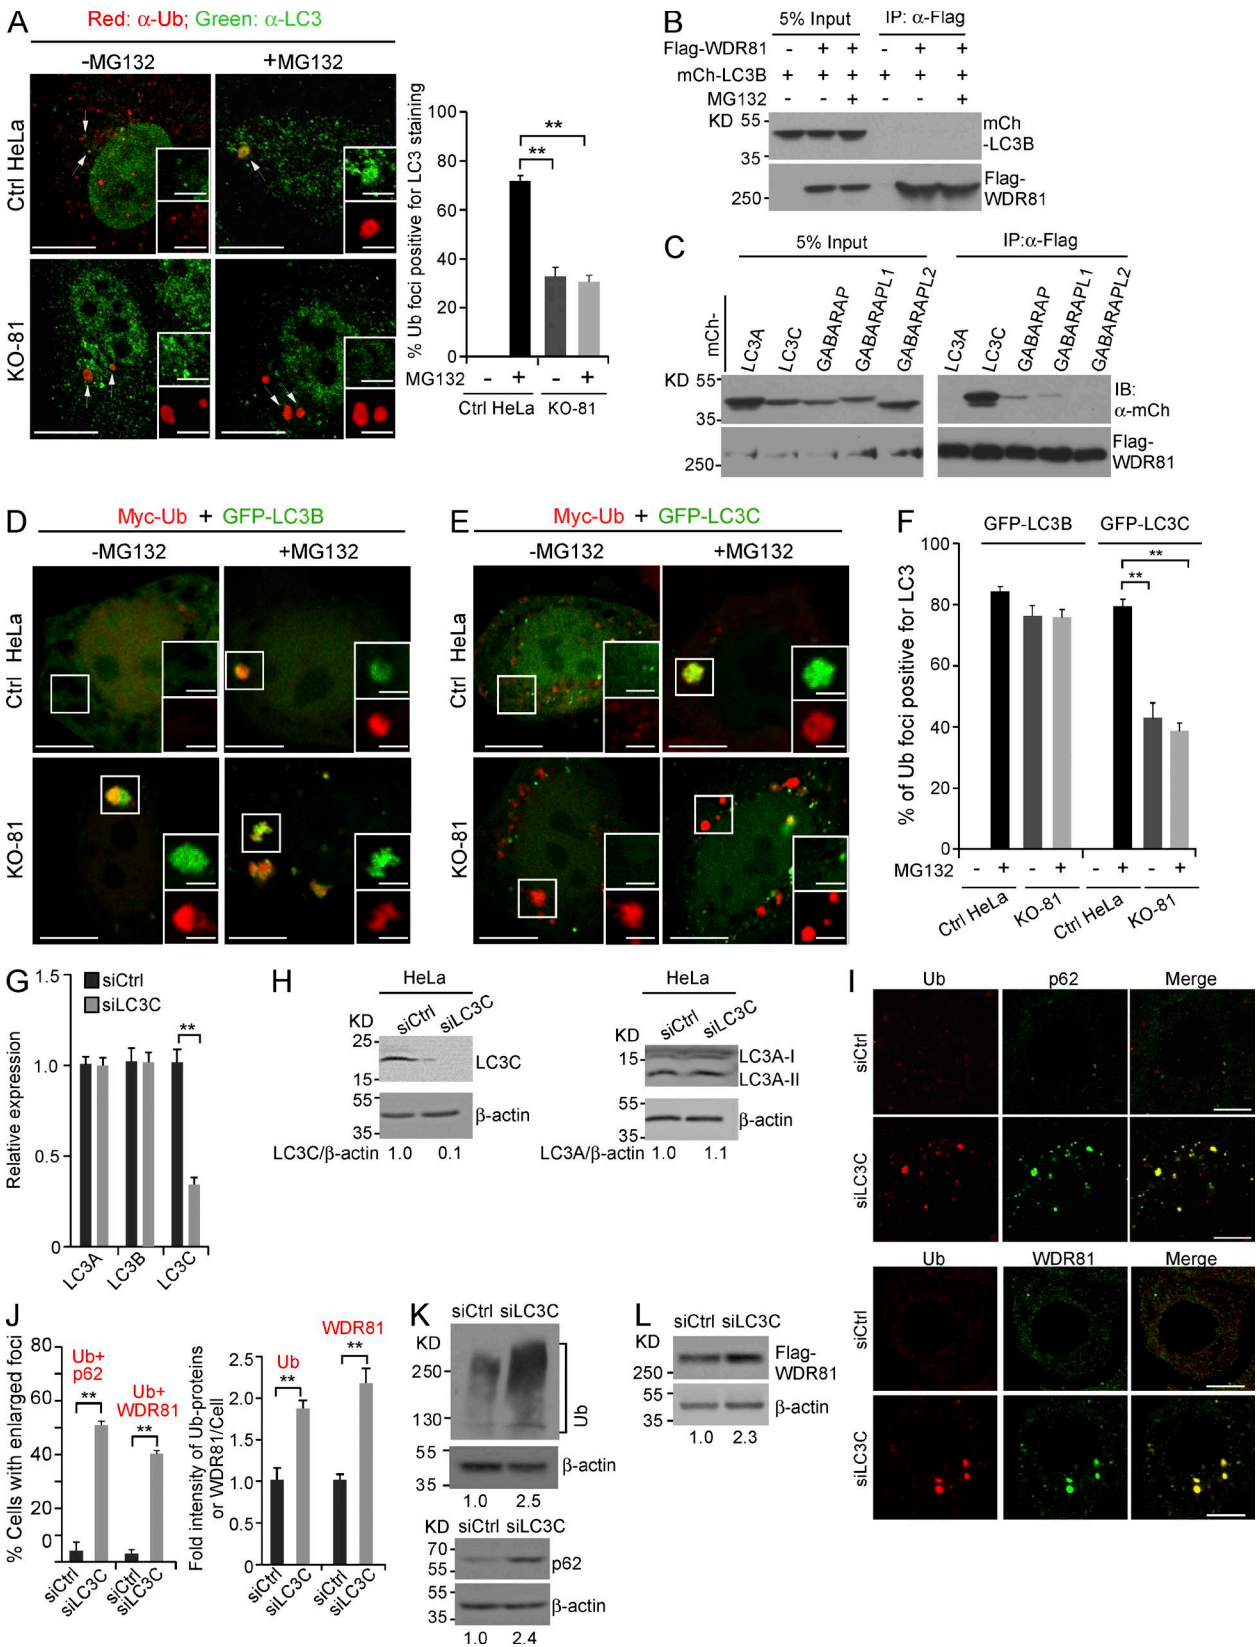 A
Red: α-Ub; Green: α-LC3
-MG132
+MG132
Ctrl HeLa
KO-81
% Ub foci positive for LC3 staining
100
80
60
40
20
0
**
**
MG132 - + - +
Ctrl HeLa KO-81
B
5% Input IP: α-Flag
Flag-WDR81 - + + - + +
mCh-LC3B + + + + + +
MG132 - - + - - +
KD 55
35
250
mCh
-LC3B
Flag-
WDR81
C
5% Input IP:α-Flag
mCh-
LC3A LC3C GABARAP GABARAPL1 GABARAPL2 LC3A LC3C GABARAP GABARAPL1 GABARAPL2
KD 55
35
250
IB:
α-mCh
Flag-
WDR81
D
Myc-Ub + GFP-LC3B
-MG132 +MG132
Ctrl HeLa
KO-81
E
Myc-Ub + GFP-LC3C
-MG132 +MG132
Ctrl HeLa
KO-81
F
GFP-LC3B GFP-LC3C
% of Ub foci positive for LC3
100
80
60
40
20
0
**
**
MG132 - + - + - + - +
Ctrl HeLa KO-81 Ctrl HeLa KO-81
G
siCtrl
siLC3C
Relative expression
1.5
1.0
0.5
0
**
LC3A LC3B LC3C
H
HeLa
siCtrl siLC3C
KD
25
15
LC3C
55
35
β-actin
LC3C/β-actin 1.0 0.1
HeLa
siCtrl siLC3C
KD
15
LC3A-I
LC3A-II
55
35
β-actin
LC3A/β-actin 1.0 1.1
I
Ub p62 Merge
siCtrl
siLC3C
Ub WDR81 Merge
siCtrl
siLC3C
J
% Cells with enlarged foci
80
60
80
40
20
0
Ub+
p62
**
Ub+
WDR81
**
siCtrl siLC3C siCtrl siLC3C
Fold intensity of Ub-proteins
or WDR81/Cell
2.5
2.0
1.5
1.0
0.5
0
Ub
**
WDR81
**
siCtrl siLC3C siCtrl siLC3C
K
siCtrl siLC3C
KD
250
130
Ub
55
35
β-actin
1.0 2.5
KD siCtrl siLC3C
70
55
p62
55
35
β-actin
1.0 2.4
L
siCtrl siLC3C
KD
250
Flag-
WDR81
55
35
β-actin
1.0 2.3